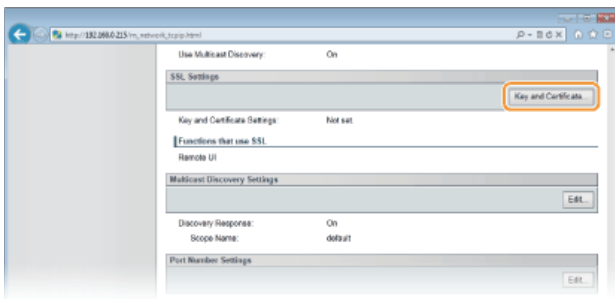 http://192.168.0.215/m_network_tcpip.html
Use Multicast Discovery: On
SSL Settings
Key and Certificate...
Key and Certificate Settings: Not set.
Functions that use SSL
Remote UI
Multicast Discovery Settings
Edit...
Discovery Response: On
Scope Name: default
Port Number Settings
Edit...